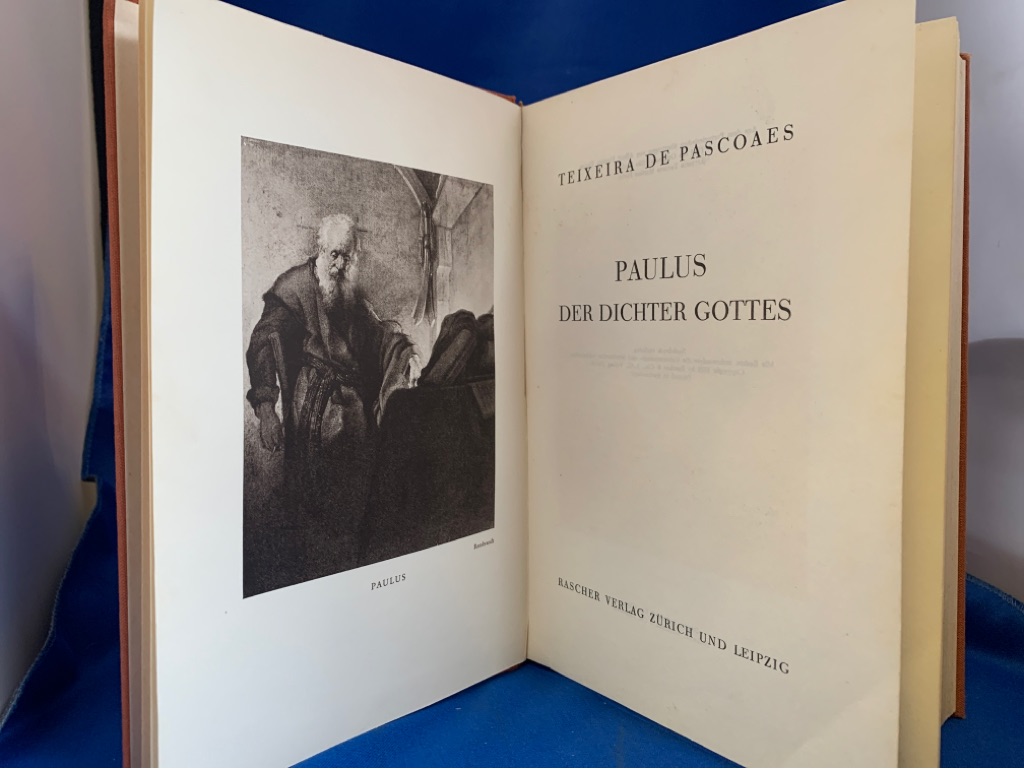 Rembrandt
PAULUS
TEIXEIRA DE PASCOAES
PAULUS
DER DICHTER GOTTES
RASCHER VERLAG ZÜRICH UND LEIPZIG